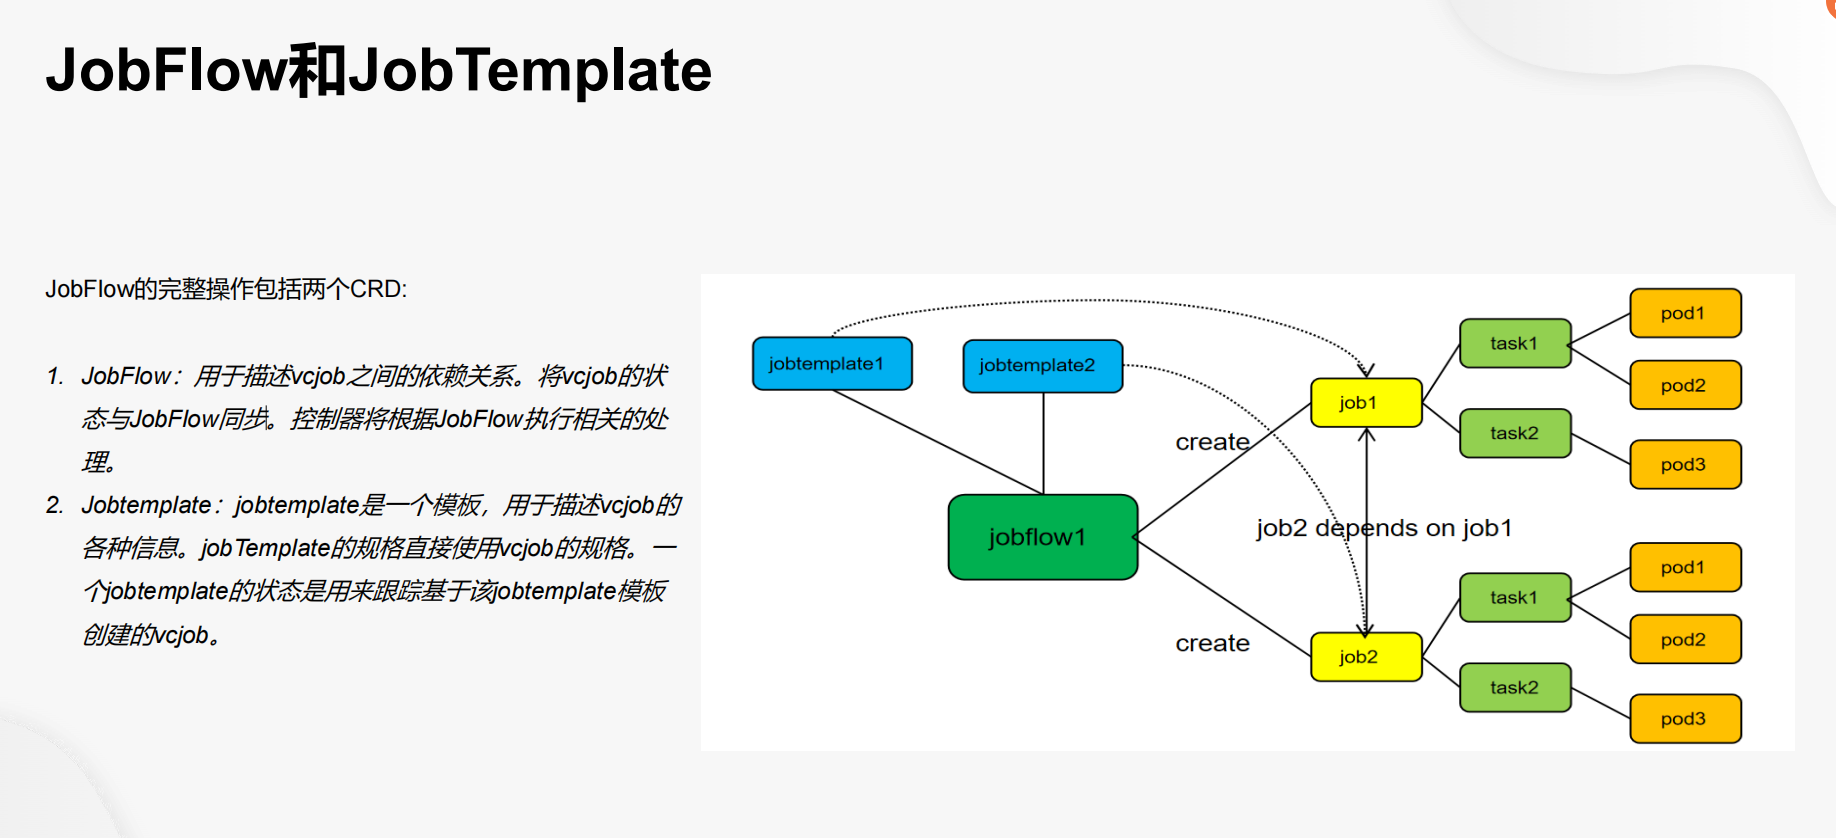 JobFlow和JobTemplate
JobFlow的完整操作包括两个CRD:
1. JobFlow：用于描述vcjob之间的依赖关系。将vcjob的状
态与JobFlow同步。控制器将根据JobFlow执行相关的处
理。
2. Jobtemplate：jobtemplate是一个模板，用于描述vcjob的
各种信息。jobTemplate的规格直接使用vcjob的规格。一
个jobtemplate的状态是用来跟踪基于该jobtemplate模板
创建的vcjob。
jobtemplate1
jobtemplate2
jobflow1
create
create
job1
job2 depends on job1
job2
task1
task2
pod1
pod2
pod3
task1
task2
pod1
pod2
pod3